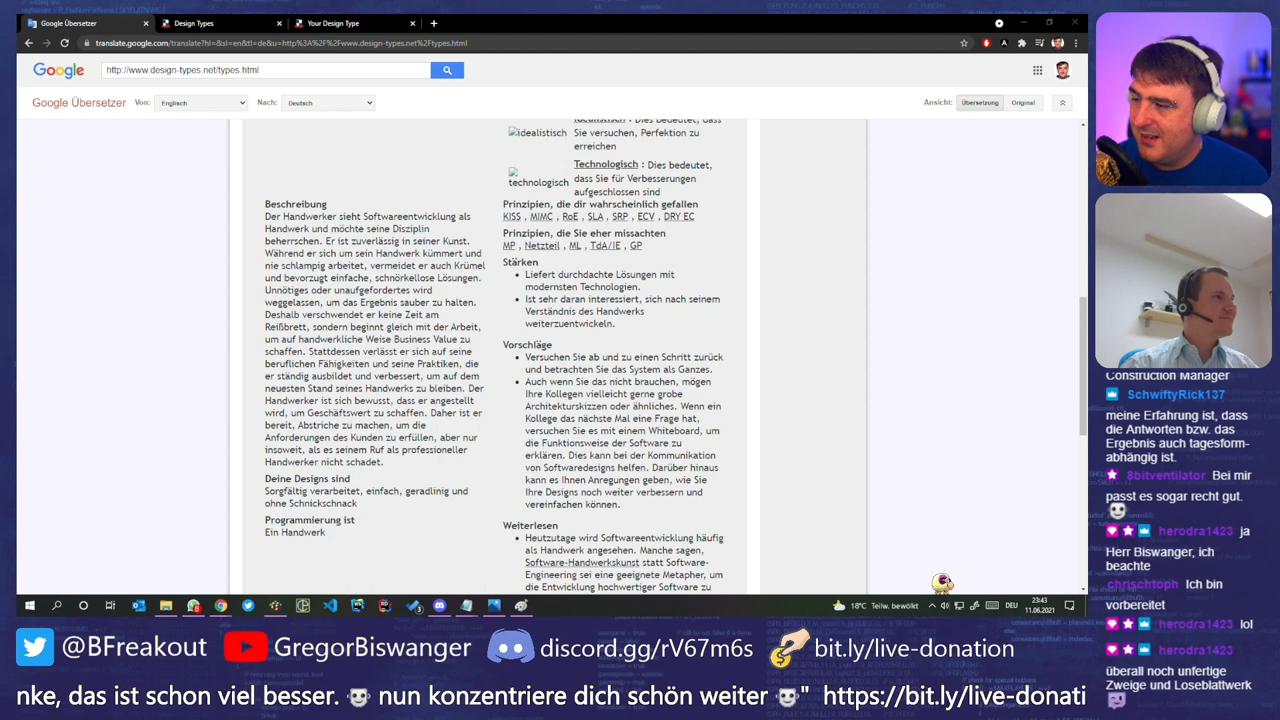 Google Übersetzer
Design Types
Your Design Type
translate.google.com/translate?hl=&sl=en&tl=de&u=http%3A%2F%2Fwww.design-types.net%2Ftypes.html
Google
http://www.design-types.net/types.html
Google Übersetzer
Von:
Englisch
Nach:
Deutsch
Ansicht:
Übersetzung
Original
idealistisch
Idealistisch : Dies bedeutet, dass
Sie versuchen, Perfektion zu
erreichen
technologisch
Technologisch : Dies bedeutet,
dass Sie für Verbesserungen
aufgeschlossen sind
Beschreibung
Der Handwerker sieht Softwareentwicklung als
Handwerk und möchte seine Disziplin
beherrschen. Er ist zuverlässig in seiner Kunst.
Während er sich um sein Handwerk kümmert und
nie schlampig arbeitet, vermeidet er auch Krümel
und bevorzugt einfache, schnörkellose Lösungen.
Unnötiges oder unaufgefordertes wird
weggelassen, um das Ergebnis sauber zu halten.
Deshalb verschwendet er keine Zeit am
Reißbrett, sondern beginnt gleich mit der Arbeit,
um auf handwerkliche Weise Business Value zu
schaffen. Stattdessen verlässt er sich auf seine
beruflichen Fähigkeiten und seine Praktiken, die
er ständig ausbildet und verbessert, um auf dem
neuesten Stand seines Handwerks zu bleiben. Der
Handwerker ist sich bewusst, dass er angestellt
wird, um Geschäftswert zu schaffen. Daher ist er
bereit, Abstriche zu machen, um die
Anforderungen des Kunden zu erfüllen, aber nur
insoweit, als es seinem Ruf als professioneller
Handwerker nicht schadet.
Deine Designs sind
Sorgfältig verarbeitet, einfach, geradlinig und
ohne Schnickschnack
Programmierung ist
Ein Handwerk
Prinzipien, die dir wahrscheinlich gefallen
KISS , MIMC , RoE , SLA , SRP , ECV , DRY EC
Prinzipien, die Sie eher missachten
MP , Netzteil , ML , TdA/IE , GP
Stärken
Liefert durchdachte Lösungen mit
modernsten Technologien.
Ist sehr daran interessiert, sich nach seinem
Verständnis des Handwerks
weiterzuentwickeln.
Vorschläge
Versuchen Sie ab und zu einen Schritt zurück
und betrachten Sie das System als Ganzes.
Auch wenn Sie das nicht brauchen, mögen
Ihre Kollegen vielleicht gerne grobe
Architekturskizzen oder ähnliches. Wenn ein
Kollege das nächste Mal eine Frage hat,
versuchen Sie es mit einem Whiteboard, um
die Funktionsweise der Software zu
erklären. Dies kann bei der Kommunikation
von Softwaredesigns helfen. Darüber hinaus
kann es Ihnen Anregungen geben, wie Sie
Ihre Designs noch weiter verbessern und
vereinfachen können.
Weiterlesen
Heutzutage wird Softwareentwicklung häufig
als Handwerk angesehen. Manche sagen,
Software-Handwerkskunst statt Software-
Engineering sei eine geeignete Metapher, um
die Entwicklung hochwertiger Software zu
18°C Teilw. bewölkt
DEU
23:43
11.06.2021
Construction Manager
SchwiftyRick137
meine Erfahrung ist, dass
die Antworten bzw. das
Ergebnis auch tagesform-
abhängig ist.
8bitventilator Bei mir
passt es sogar recht gut.
herodra1423 ja
Herr Biswanger, ich
beachte
chrischtoph Ich bin
vorbereitet
herodra1423 lol
herodra1423
überall noch unfertige
Zweige und Loseblattwerk
@BFreakout
GregorBiswanger
discord.gg/rV67m6s
bit.ly/live-donation
nke, das ist schon viel besser. nun konzentriere dich schön weiter " https://bit.ly/live-donati